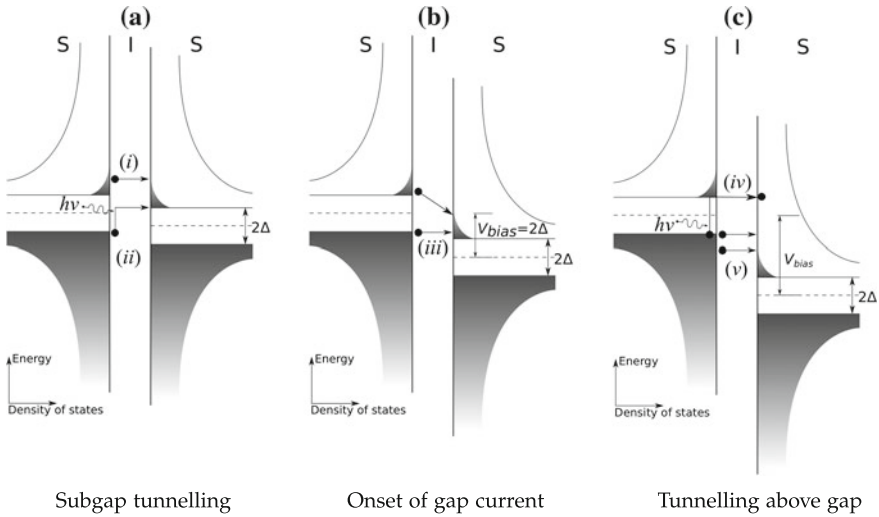 (a) (b) (c)
S I S S I S S I S
(i)
hν
(ii)
2Δ
Energy
Density of states
V_bias=2Δ
(iii)
2Δ
Energy
Density of states
(iv)
hν
(v)
V_bias
2Δ
Energy
Density of states
Subgap tunnelling Onset of gap current Tunnelling above gap